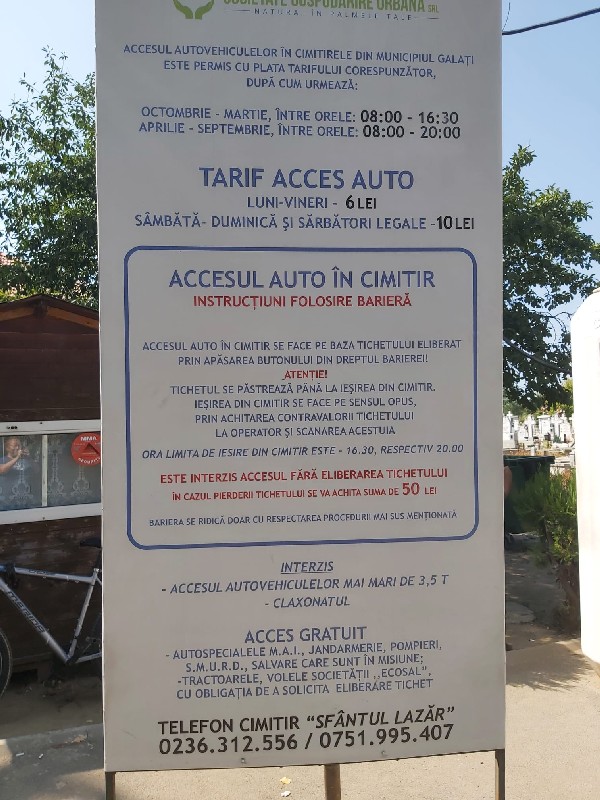 SOCIETATE GOSPODĂRIRE URBANĂ SRL
NATURA ÎN PALMELE TALE
ACCESUL AUTOVEHICULELOR ÎN CIMITIRELE DIN MUNICIPIUL GALAȚI
ESTE PERMIS CU PLATA TARIFULUI CORESPUNZĂTOR,
DUPĂ CUM URMEAZĂ:
OCTOMBRIE - MARTIE, ÎNTRE ORELE: 08:00 - 16:30
APRILIE - SEPTEMBRIE, ÎNTRE ORELE: 08:00 - 20:00
TARIF ACCES AUTO
LUNI-VINERI - 6 LEI
SÂMBĂTĂ- DUMINICĂ ȘI SĂRBĂTORI LEGALE -10 LEI
ACCESUL AUTO ÎN CIMITIR
INSTRUCȚIUNI FOLOSIRE BARIERĂ
ACCESUL AUTO ÎN CIMITIR SE FACE PE BAZA TICHETULUI ELIBERAT
PRIN APĂSAREA BUTONULUI DIN DREPTUL BARIEREI!
ATENȚIE!
TICHETUL SE PĂSTREAZĂ PÂNĂ LA IEȘIREA DIN CIMITIR.
IEȘIREA DIN CIMITIR SE FACE PE SENSUL OPUS,
PRIN ACHITAREA CONTRAVALORII TICHETULUI
LA OPERATOR ȘI SCANAREA ACESTUIA
ORA LIMITA DE IESIRE DIN CIMITIR ESTE - 16.30, RESPECTIV 20.00
ESTE INTERZIS ACCESUL FĂRĂ ELIBERAREA TICHETULUI
ÎN CAZUL PIERDERII TICHETULUI SE VA ACHITA SUMA DE 50 LEI
BARIERA SE RIDICĂ DOAR CU RESPECTAREA PROCEDURII MAI SUS MENȚIONATĂ
INTERZIS
- ACCESUL AUTOVEHICULELOR MAI MARI DE 3,5 T
- CLAXONATUL
ACCES GRATUIT
- AUTOSPECIALELE M.A.I., JANDARMERIE, POMPIERI,
S.M.U.R.D., SALVARE CARE SUNT ÎN MISIUNE;
-TRACTOARELE, VOLELE SOCIETĂȚII ,,ECOSAL",
CU OBLIGAȚIA DE A SOLICITA ELIBERARE TICHET
TELEFON CIMITIR "SFÂNTUL LAZĂR"
0236.312.556 / 0751.995.407